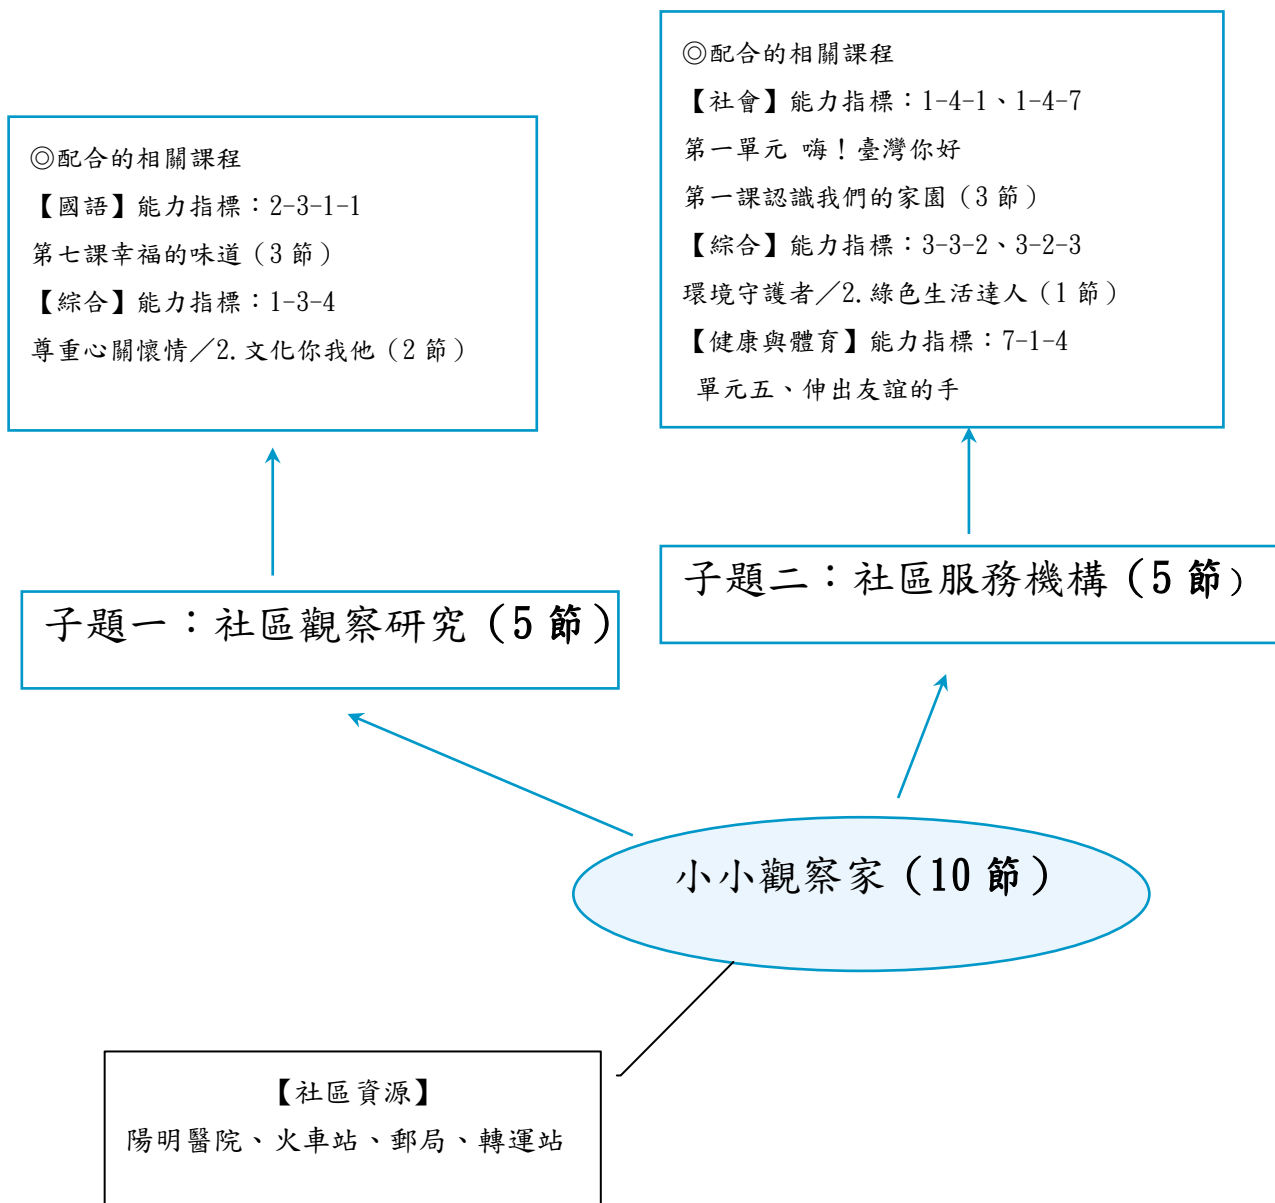 ◎配合的相關課程
【國語】能力指標：2-3-1-1
第七課幸福的味道（3 節）
【綜合】能力指標：1-3-4
尊重心關懷情／2.文化你我他（2 節）
◎配合的相關課程
【社會】能力指標：1-4-1、1-4-7
第一單元 嗨！臺灣你好
第一課認識我們的家園（3 節）
【綜合】能力指標：3-3-2、3-2-3
環境守護者／2.綠色生活達人（1 節）
【健康與體育】能力指標：7-1-4
單元五、伸出友誼的手
子題一：社區觀察研究（5 節）
子題二：社區服務機構（5 節）
小小觀察家（10 節）
【社區資源】
陽明醫院、火車站、郵局、轉運站